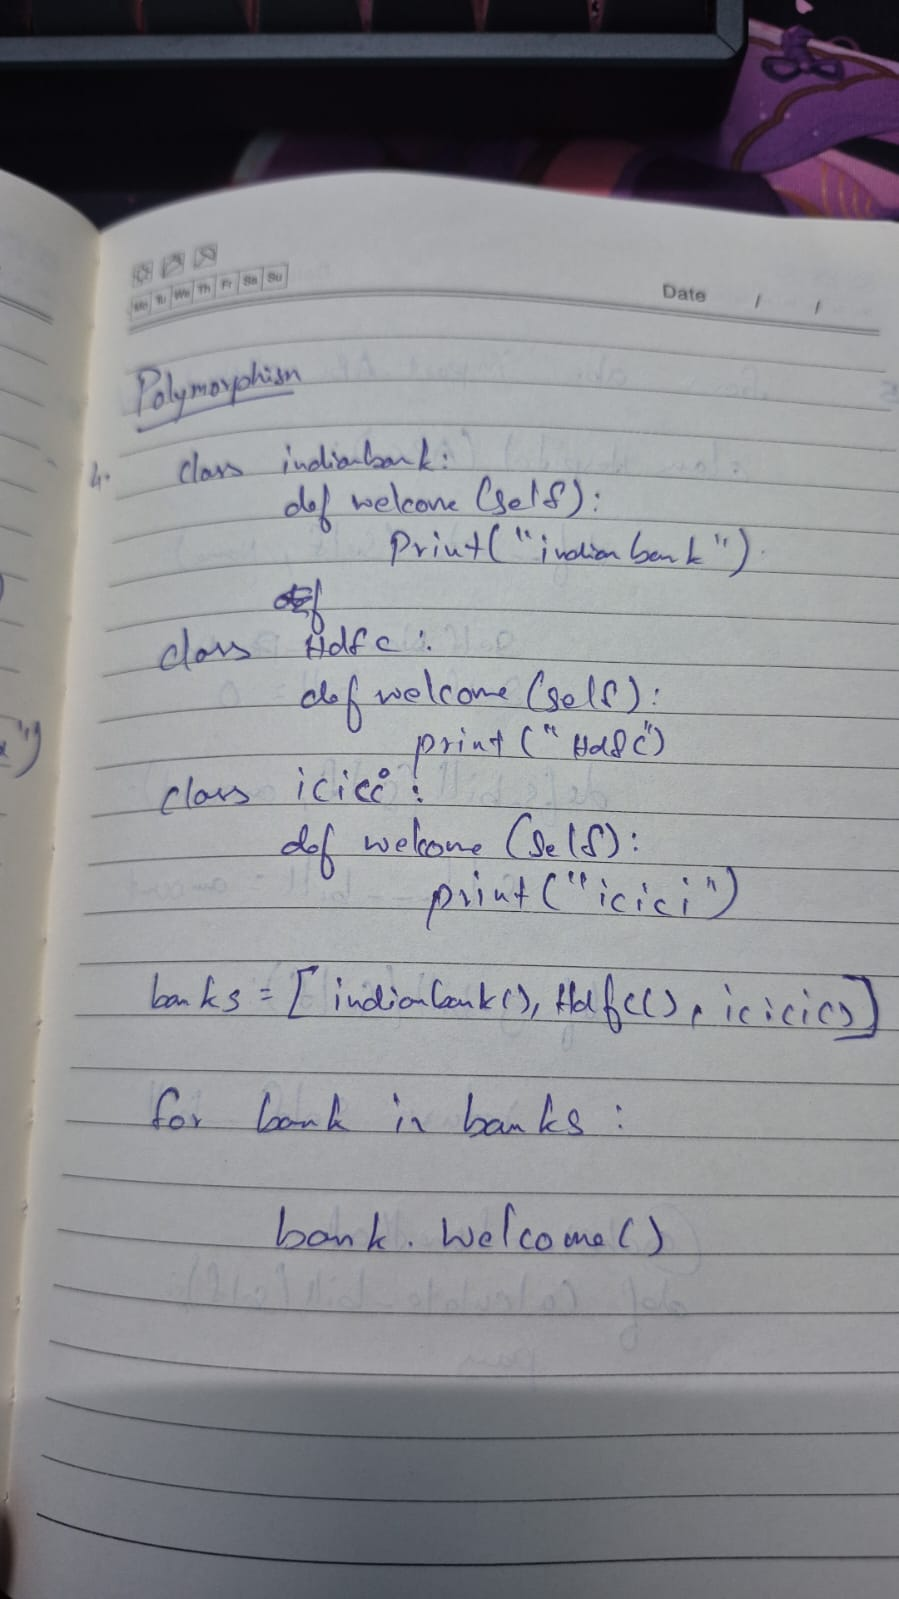 Mo Tu We Th Fr Sa Su
Date / /
Polymorphism
4. class indianbank:
def welcome (self):
Print("indian bank")
def
class Hdfc:
def welcome (self):
print ("Hdfc")
class icici:
def welcome (self):
print ("icici")
banks = [indianbank(), Hdfc(), icici()]
for bank in banks:
bank. welcome()